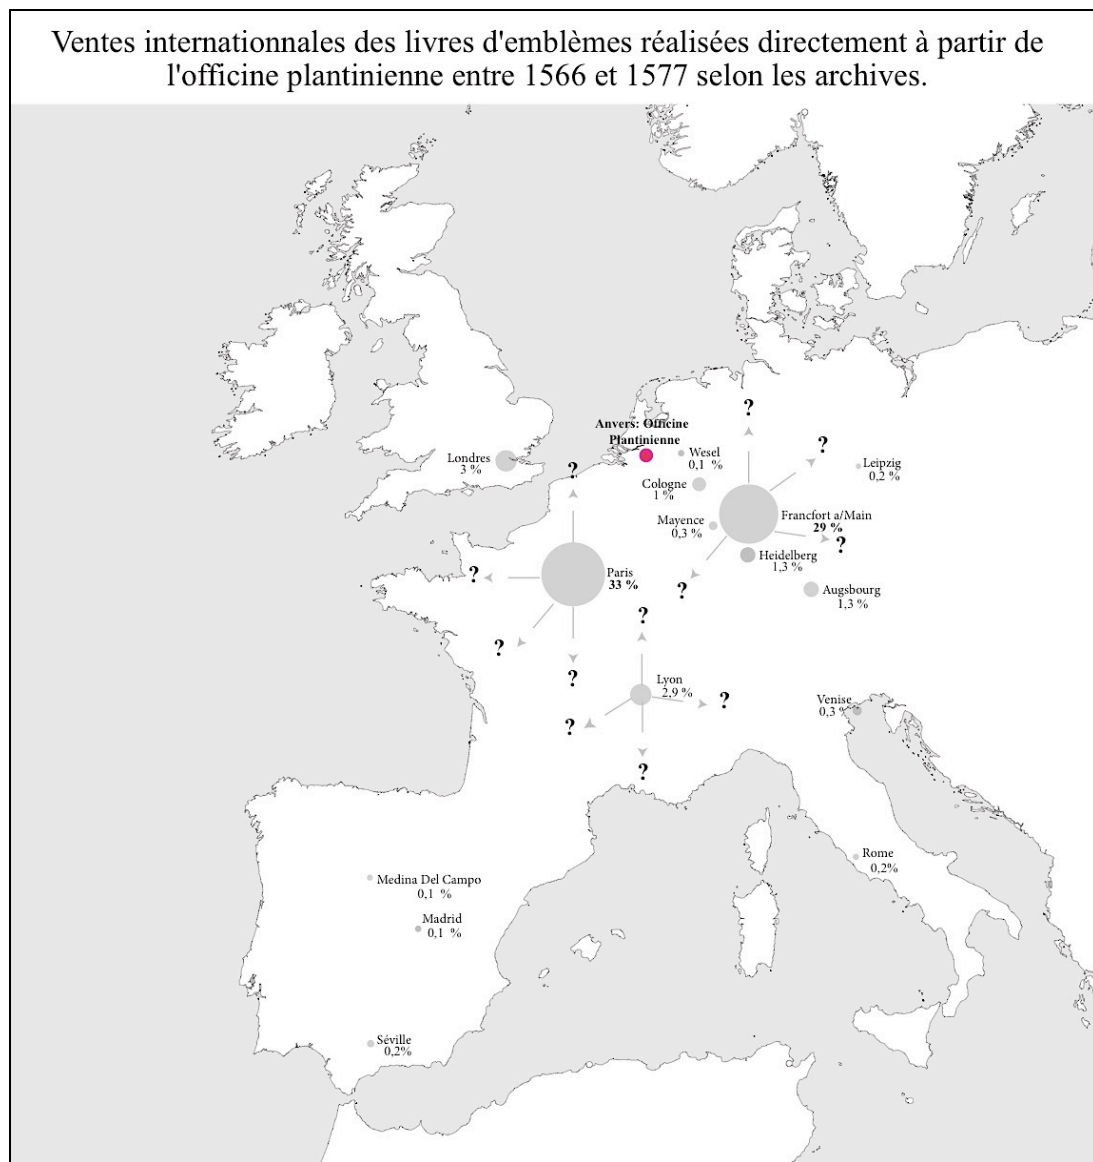 Ventes internationnales des livres d'emblèmes réalisées directement à partir de
l'officine plantinienne entre 1566 et 1577 selon les archives.
?
Anvers: Officine
Plantinienne
?
Londres
3 %
?
Wesel
0,1 %
Leipzig
0,2 %
Cologne
1 %
Mayence
0,3 %
Francfort a/Main
29 %
?
Heidelberg
1,3 %
?
Paris
33 %
?
Augsbourg
1,3 %
?
?
?
Lyon
2,9 %
?
?
Venise
0,3 %
?
Rome
0,2%
Medina Del Campo
0,1 %
Madrid
0,1 %
Séville
0,2%